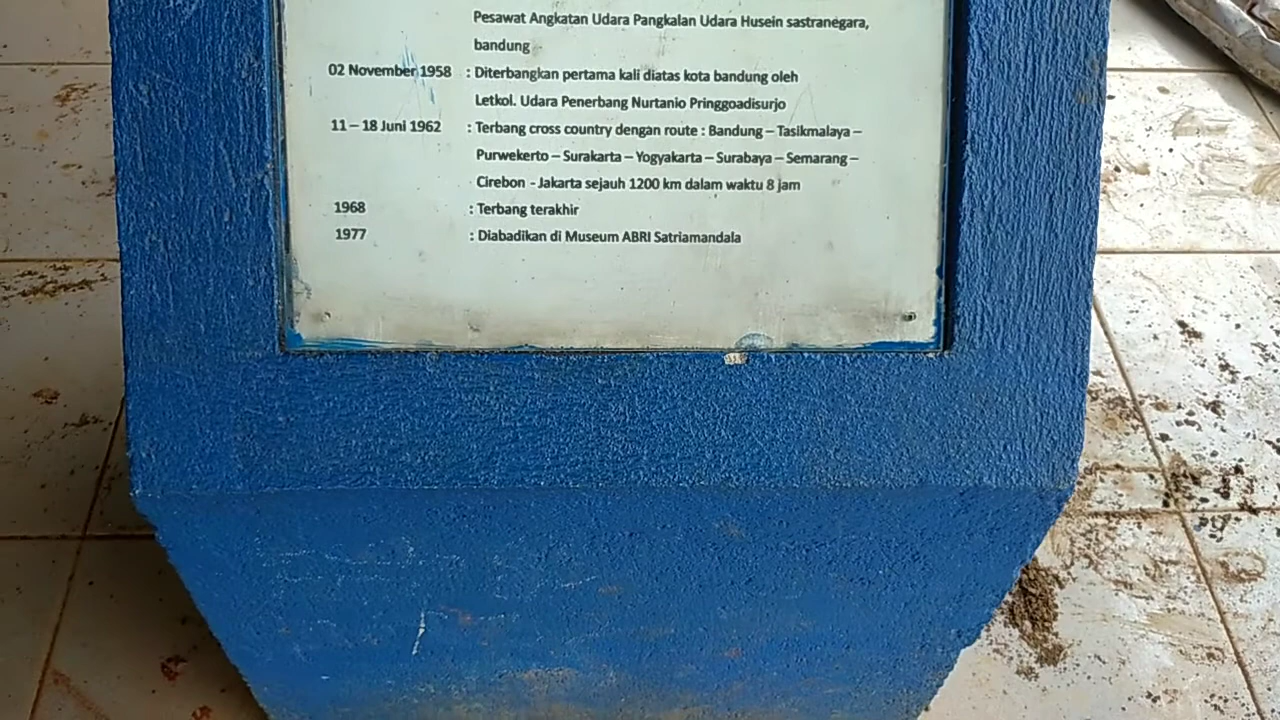 Pesawat Angkatan Udara Pangkalan Udara Husein sastranegara,
bandung
02 November 1958 : Diterbangkan pertama kali diatas kota bandung oleh
Letkol. Udara Penerbang Nurtanio Pringgoadisurjo
11 – 18 Juni 1962 : Terbang cross country dengan route : Bandung – Tasikmalaya –
Purwekerto – Surakarta – Yogyakarta – Surabaya – Semarang –
Cirebon - Jakarta sejauh 1200 km dalam waktu 8 jam
1968 : Terbang terakhir
1977 : Diabadikan di Museum ABRI Satriamandala